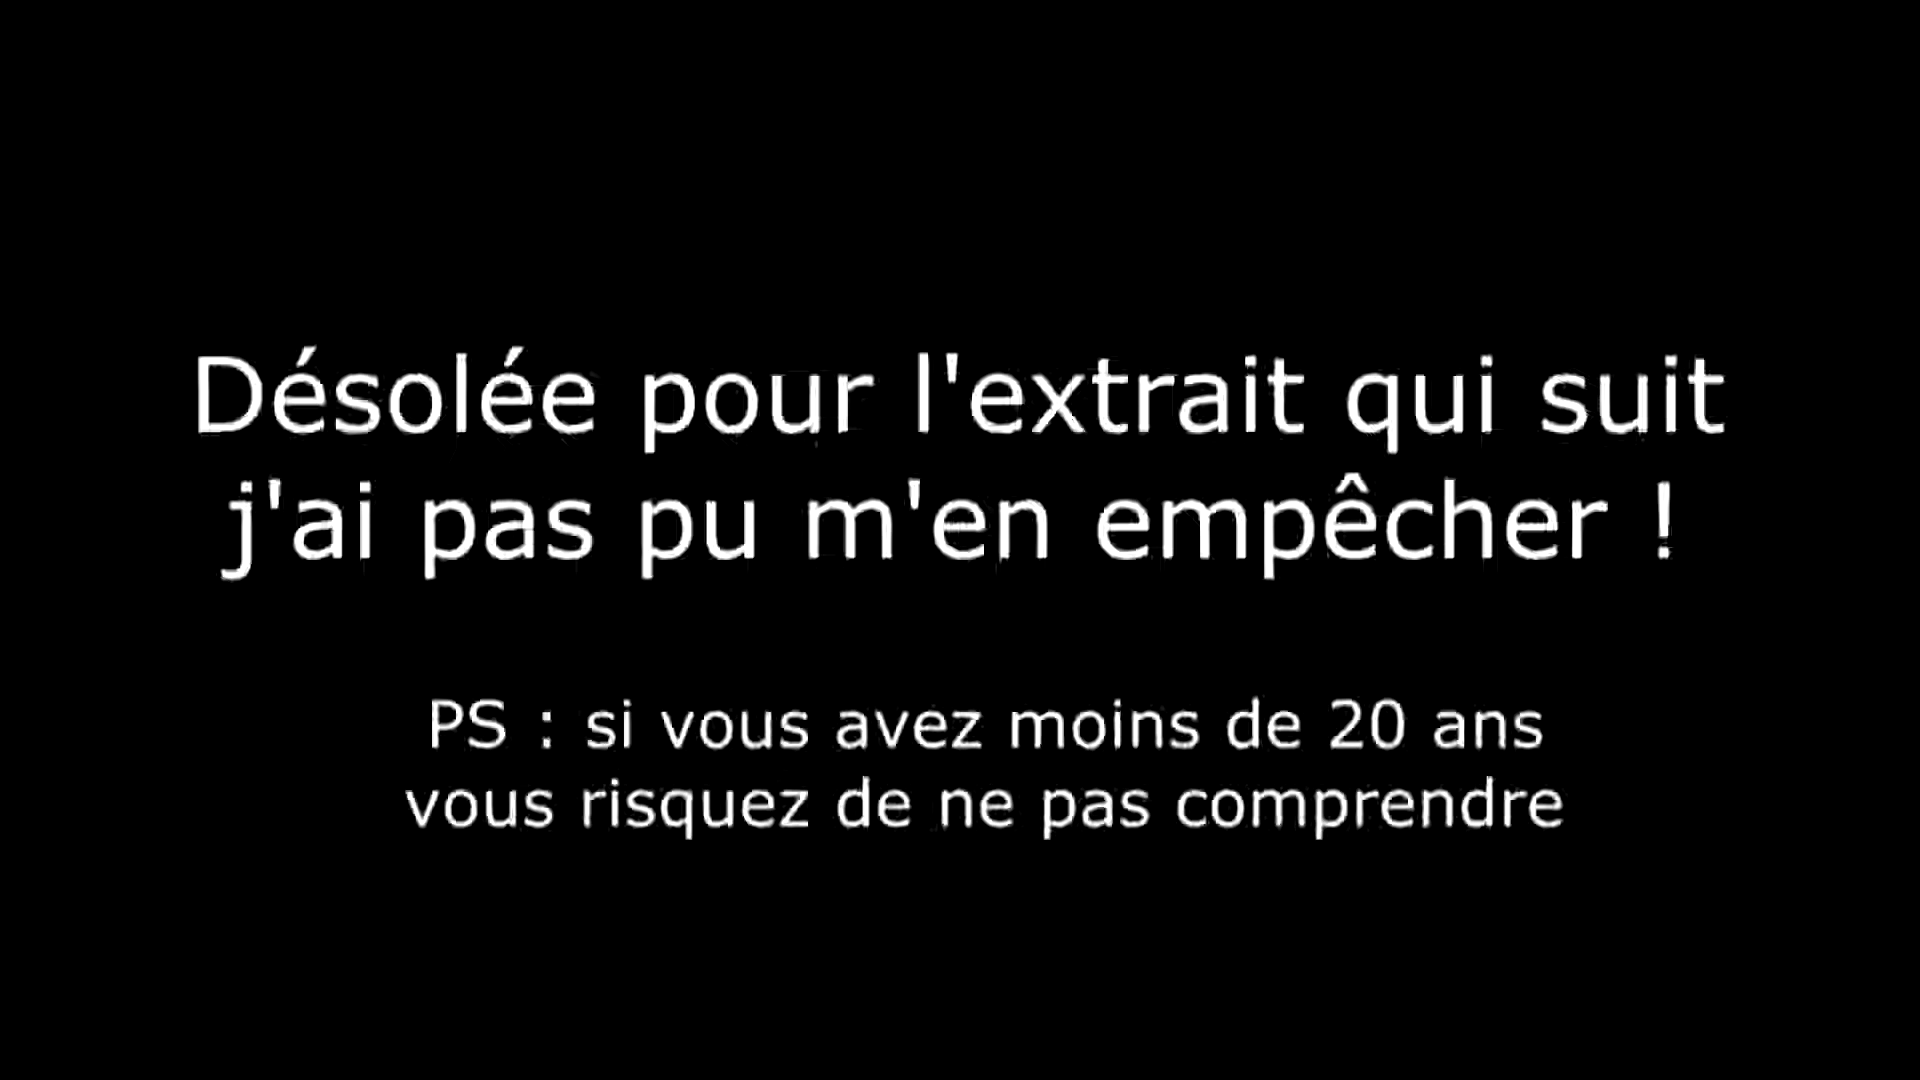 Désolée pour l'extrait qui suit
j'ai pas pu m'en empêcher !
PS : si vous avez moins de 20 ans
vous risquez de ne pas comprendre